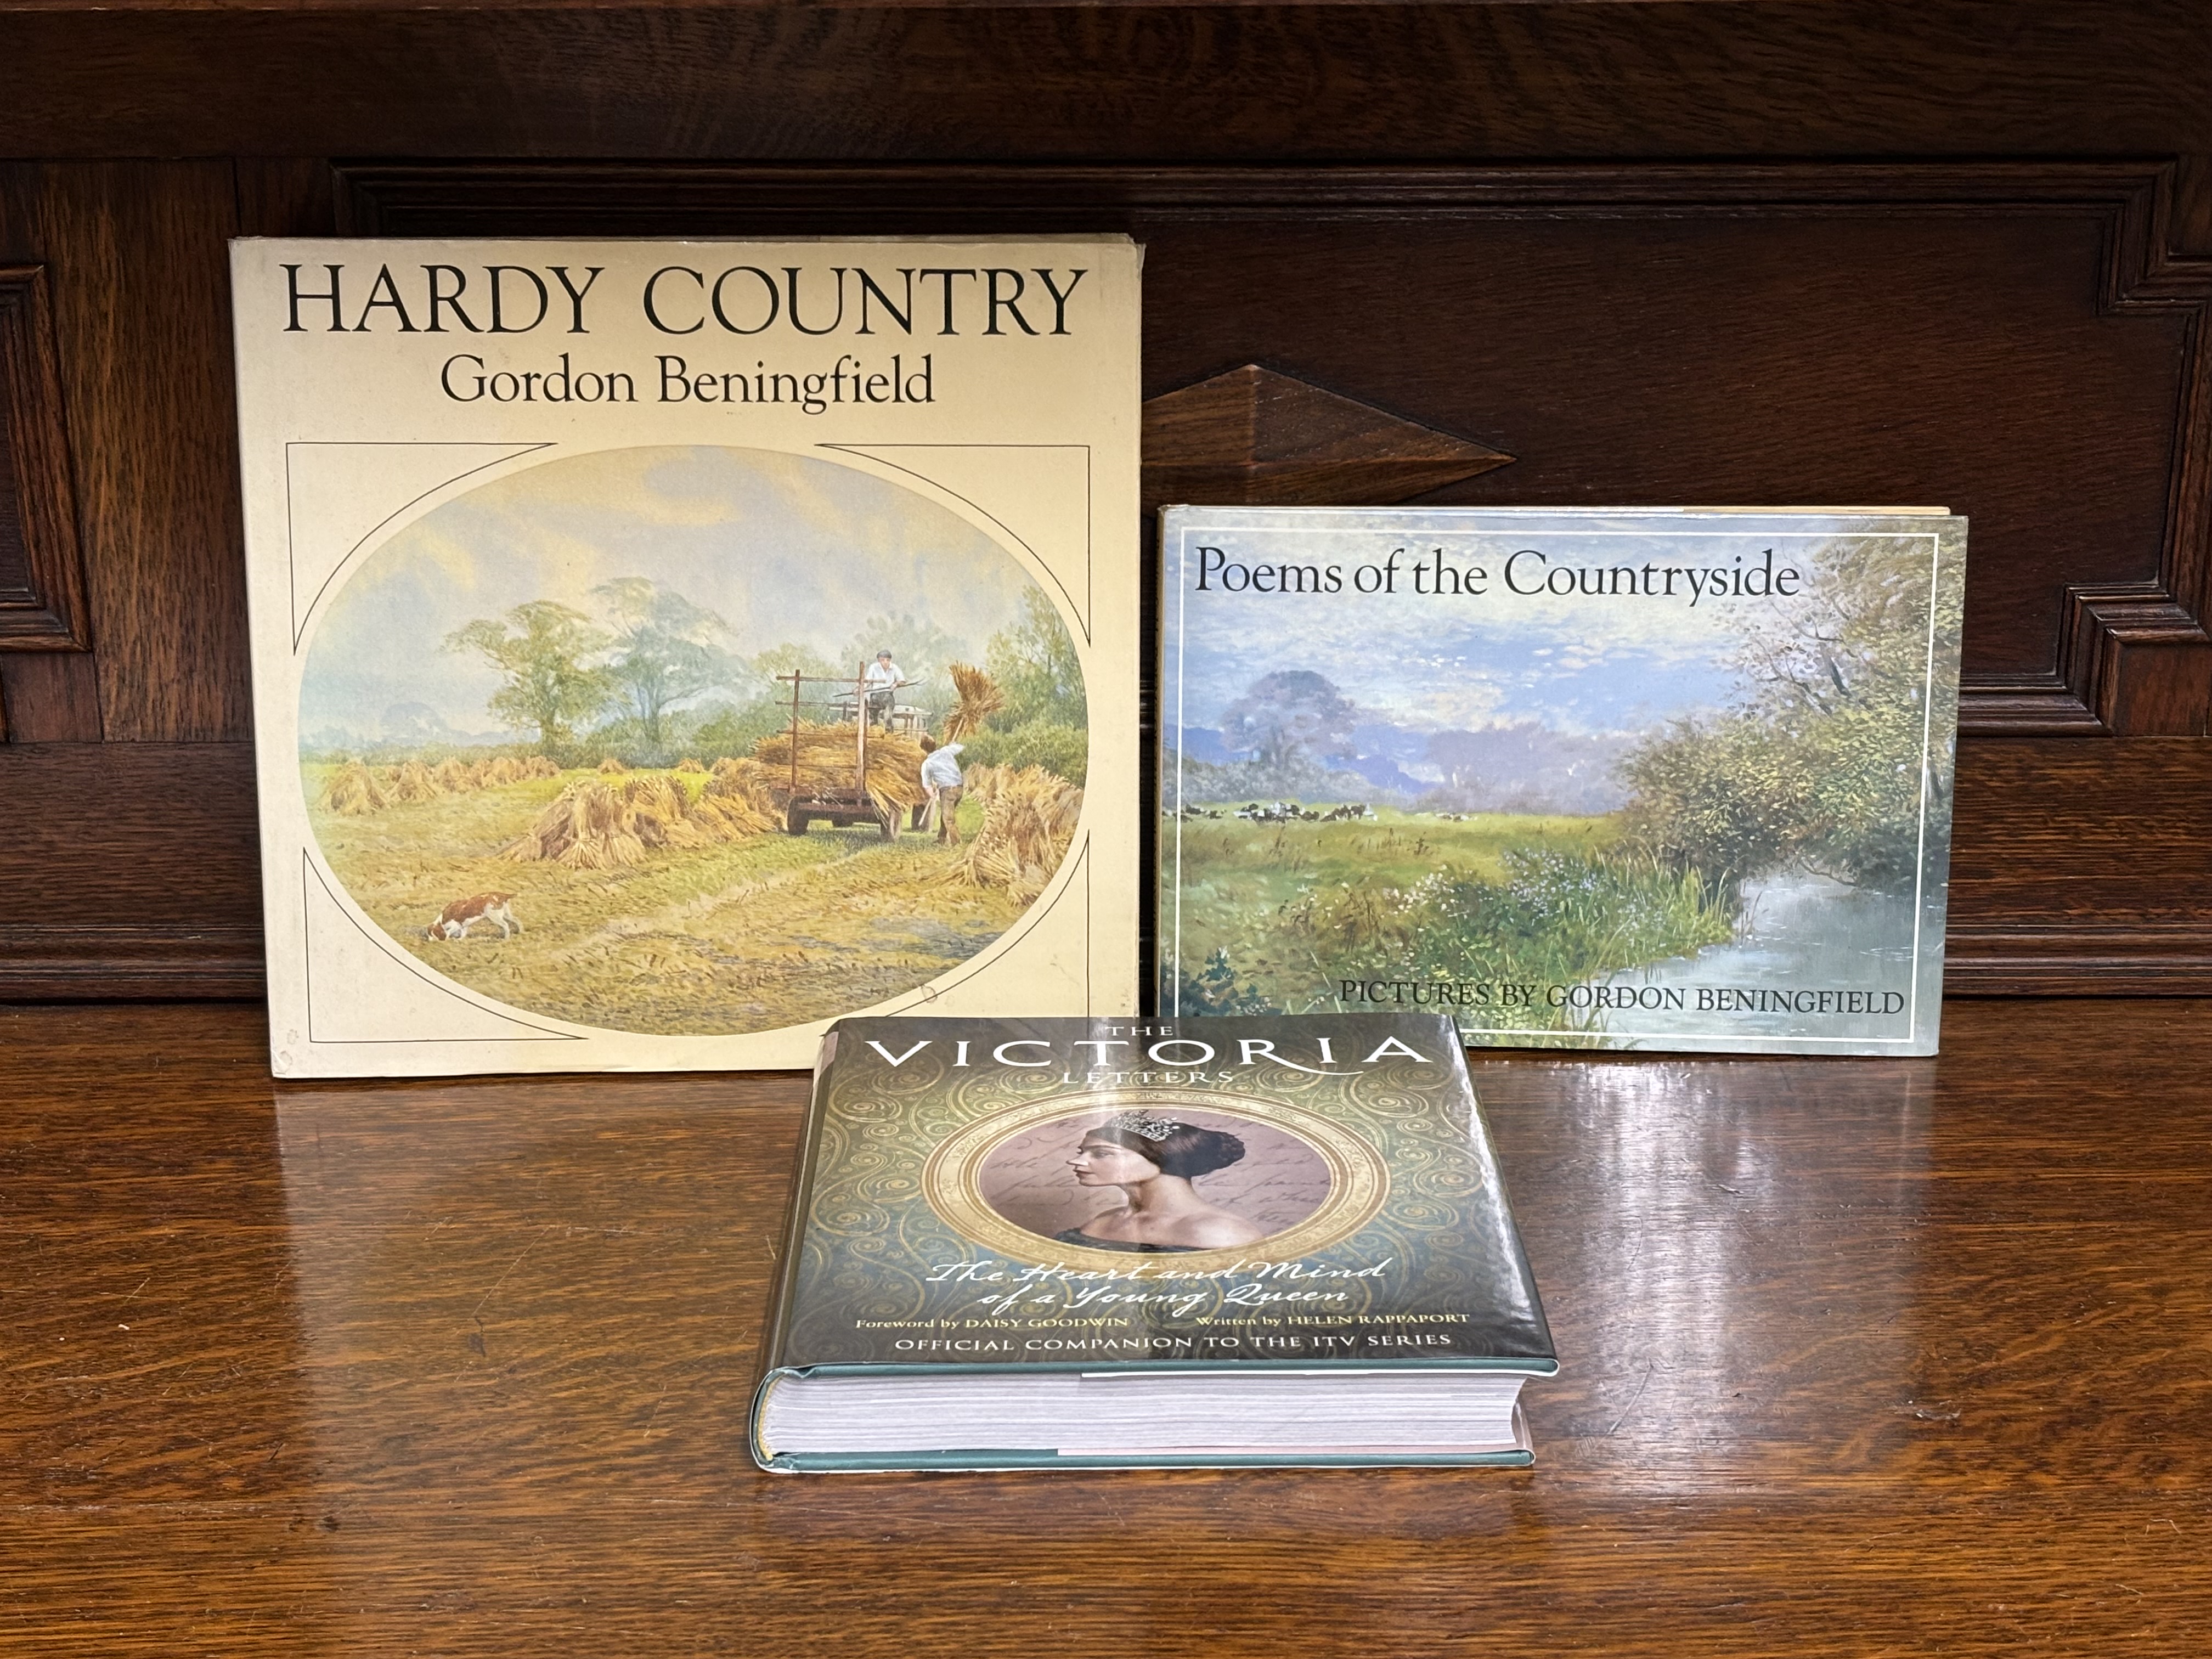 HARDY COUNTRY
Gordon Beningfield
Poems of the Countryside
PICTURES BY GORDON BENINGFIELD
THE
VICTORIA
LETTERS
The Heart and Mind
of a Young Queen
Foreword by DAISY GOODWIN Written by HELEN RAPPAPORT
OFFICIAL COMPANION TO THE ITV SERIES